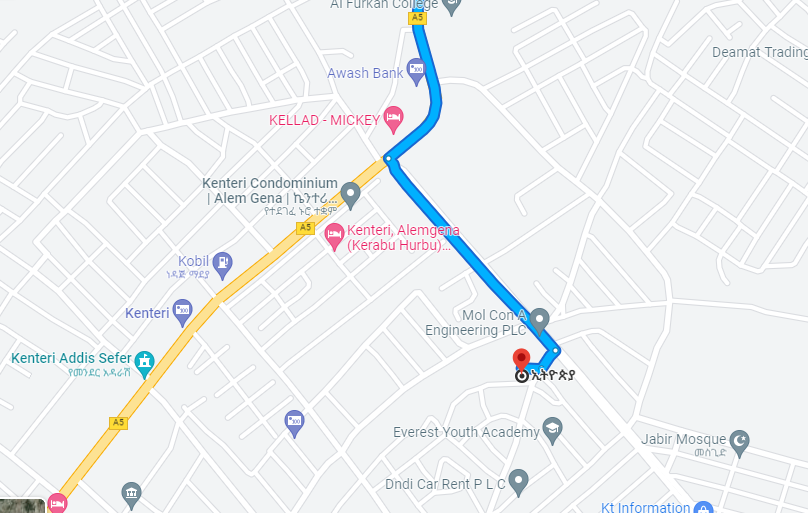 Al Furkan College
A5
Deamat Trading
Awash Bank
KELLAD - MICKEY
Kenteri Condominium
| Alem Gena | ኬንተሪ...
የተደገፈ ኑሮ ተቋም
A5
Kenteri, Alemgena
(Kerabu Hurbu)...
Kobil
ነዳጅ ማደያ
Kenteri
Mol Con A
Engineering PLC
Kenteri Addis Sefer
የመንደር አዳራሽ
ኢትዮጵያ
A5
Everest Youth Academy
Jabir Mosque
መስጊድ
Dndi Car Rent P L C
Kt Information